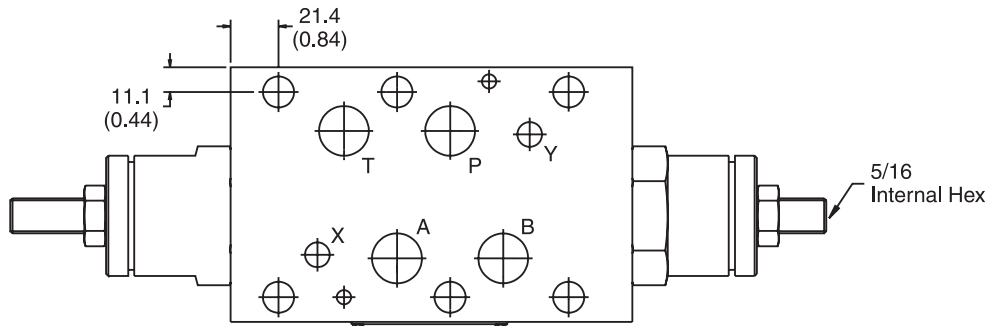 21.4
(0.84)
11.1
(0.44)
T
P
Y
5/16
Internal Hex
X
A
B